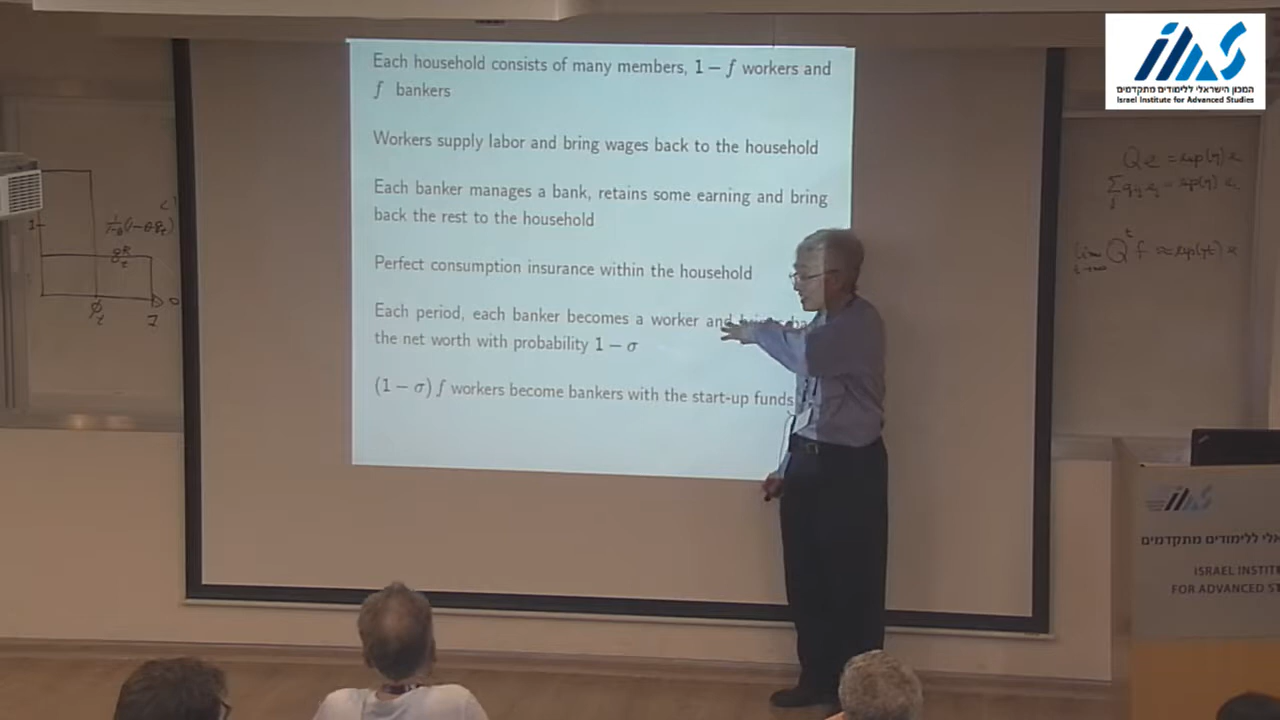 Each household consists of many members, 1 − f workers and
f bankers
Workers supply labor and bring wages back to the household
Each banker manages a bank, retains some earning and bring
back the rest to the household
Perfect consumption insurance within the household
Each period, each banker becomes a worker and
the net worth with probability 1 − σ
(1 − σ) f workers become bankers with the start-up funds
המכון הישראלי ללימודים מתקדמים
Israel Institute for Advanced Studies
ללימודים מתקדמים
ISRAEL
FOR ADVANCED